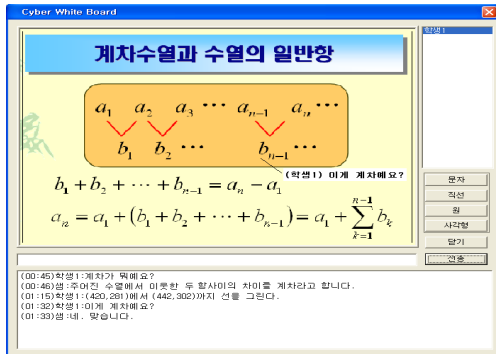 Cyber White Board
학생1
계차수열과 수열의 일반항
a₁ a₂ a₃ ⋯ aₙ₋₁ aₙ ⋯
b₁ b₂ ⋯ bₙ₋₁
(학생1) 이게 계차예요?
b₁ + b₂ + ⋯ + bₙ₋₁ = aₙ − a₁
aₙ = a₁ + (b₁ + b₂ + ⋯ + bₙ₋₁) = a₁ + ∑ₖ₌₁ⁿ⁻¹ bₖ
문자
직선
원
사각형
닫기
전송
(00:45)학생1:계차가 뭐예요?
(00:46)샘:주어진 수열에서 이웃한 두 항사이의 차이를 계차라고 합니다.
(01:15)학생1:(420,281)에서 (442,302)까지 선을 그린다.
(01:32)학생1:이게 계차예요?
(01:33)샘:네. 맞습니다.